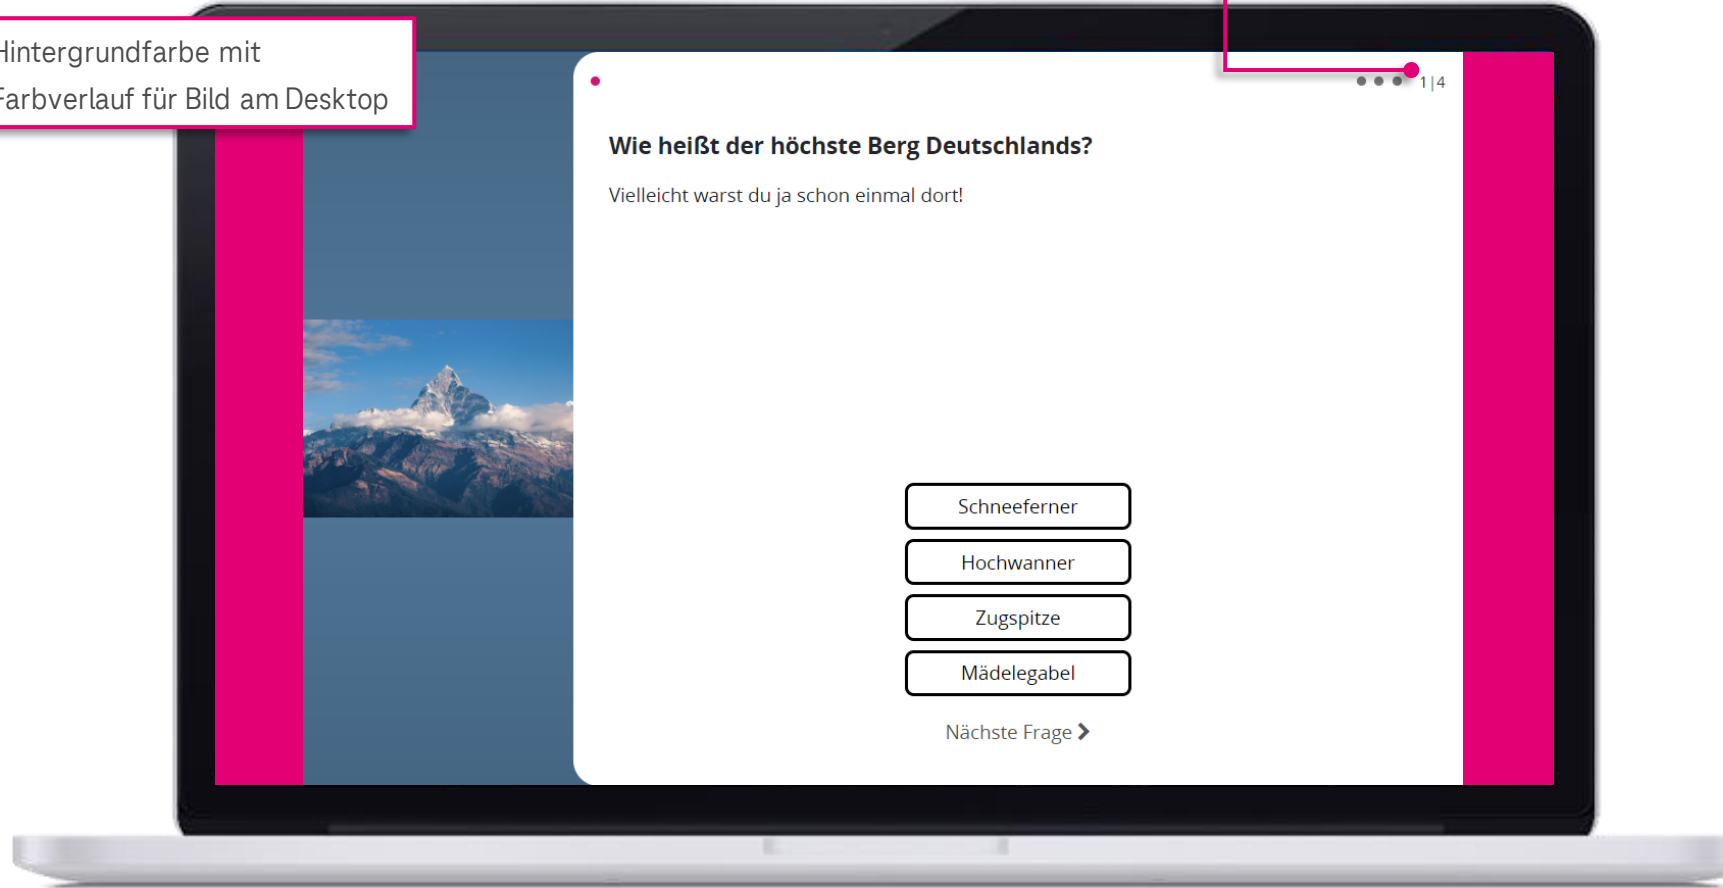 Hintergrundfarbe mit
Farbverlauf für Bild am Desktop
1|4
Wie heißt der höchste Berg Deutschlands?
Vielleicht warst du ja schon einmal dort!
Schneeferner
Hochwanner
Zugspitze
Mädelegabel
Nächste Frage